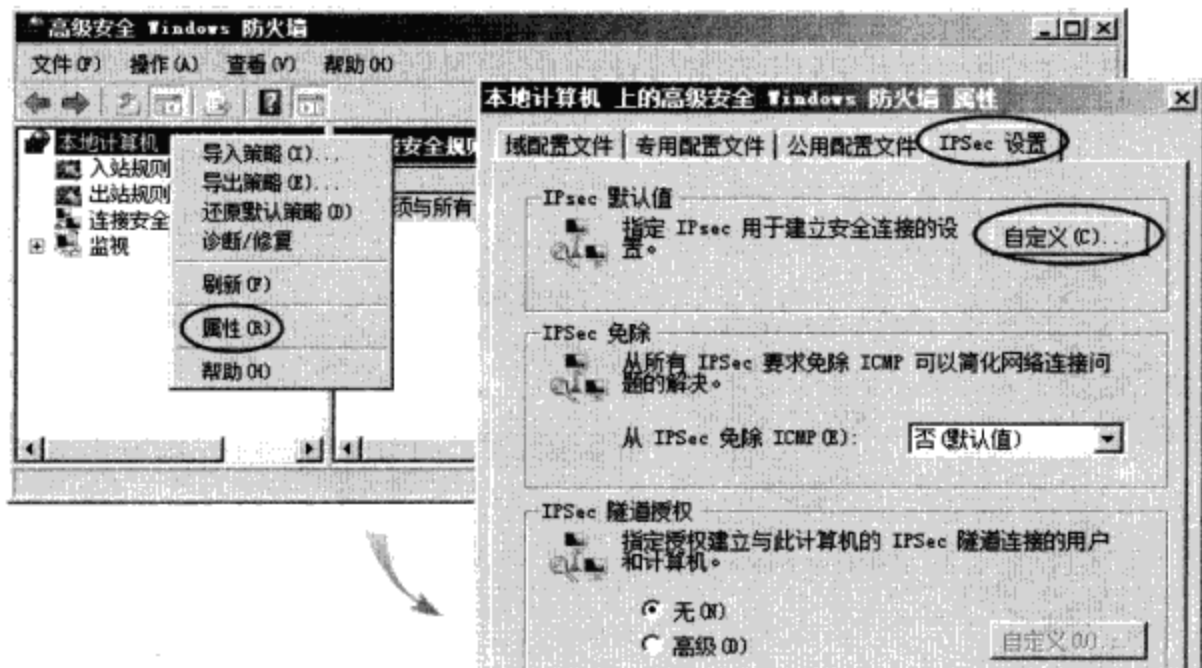 高级安全 Windows 防火墙
文件(F) 操作(A) 查看(V) 帮助(H)
本地计算机
入站规则
出站规则
连接安全
监视
导入策略(I)...
导出策略(E)...
还原默认策略(D)
诊断/修复
刷新(F)
属性(R)
帮助(H)
安全规
须与所有
本地计算机 上的高级安全 Windows 防火墙 属性
域配置文件 专用配置文件 公用配置文件 IPSec 设置
IPsec 默认值
指定 IPsec 用于建立安全连接的设
置。
自定义(C)...
IPSec 免除
从所有 IPSec 要求免除 ICMP 可以简化网络连接问
题的解决。
从 IPSec 免除 ICMP(E): 否(默认值)
IPSec 隧道授权
指定授权建立与此计算机的 IPSec 隧道连接的用户
和计算机。
无(N)
高级(D)
自定义